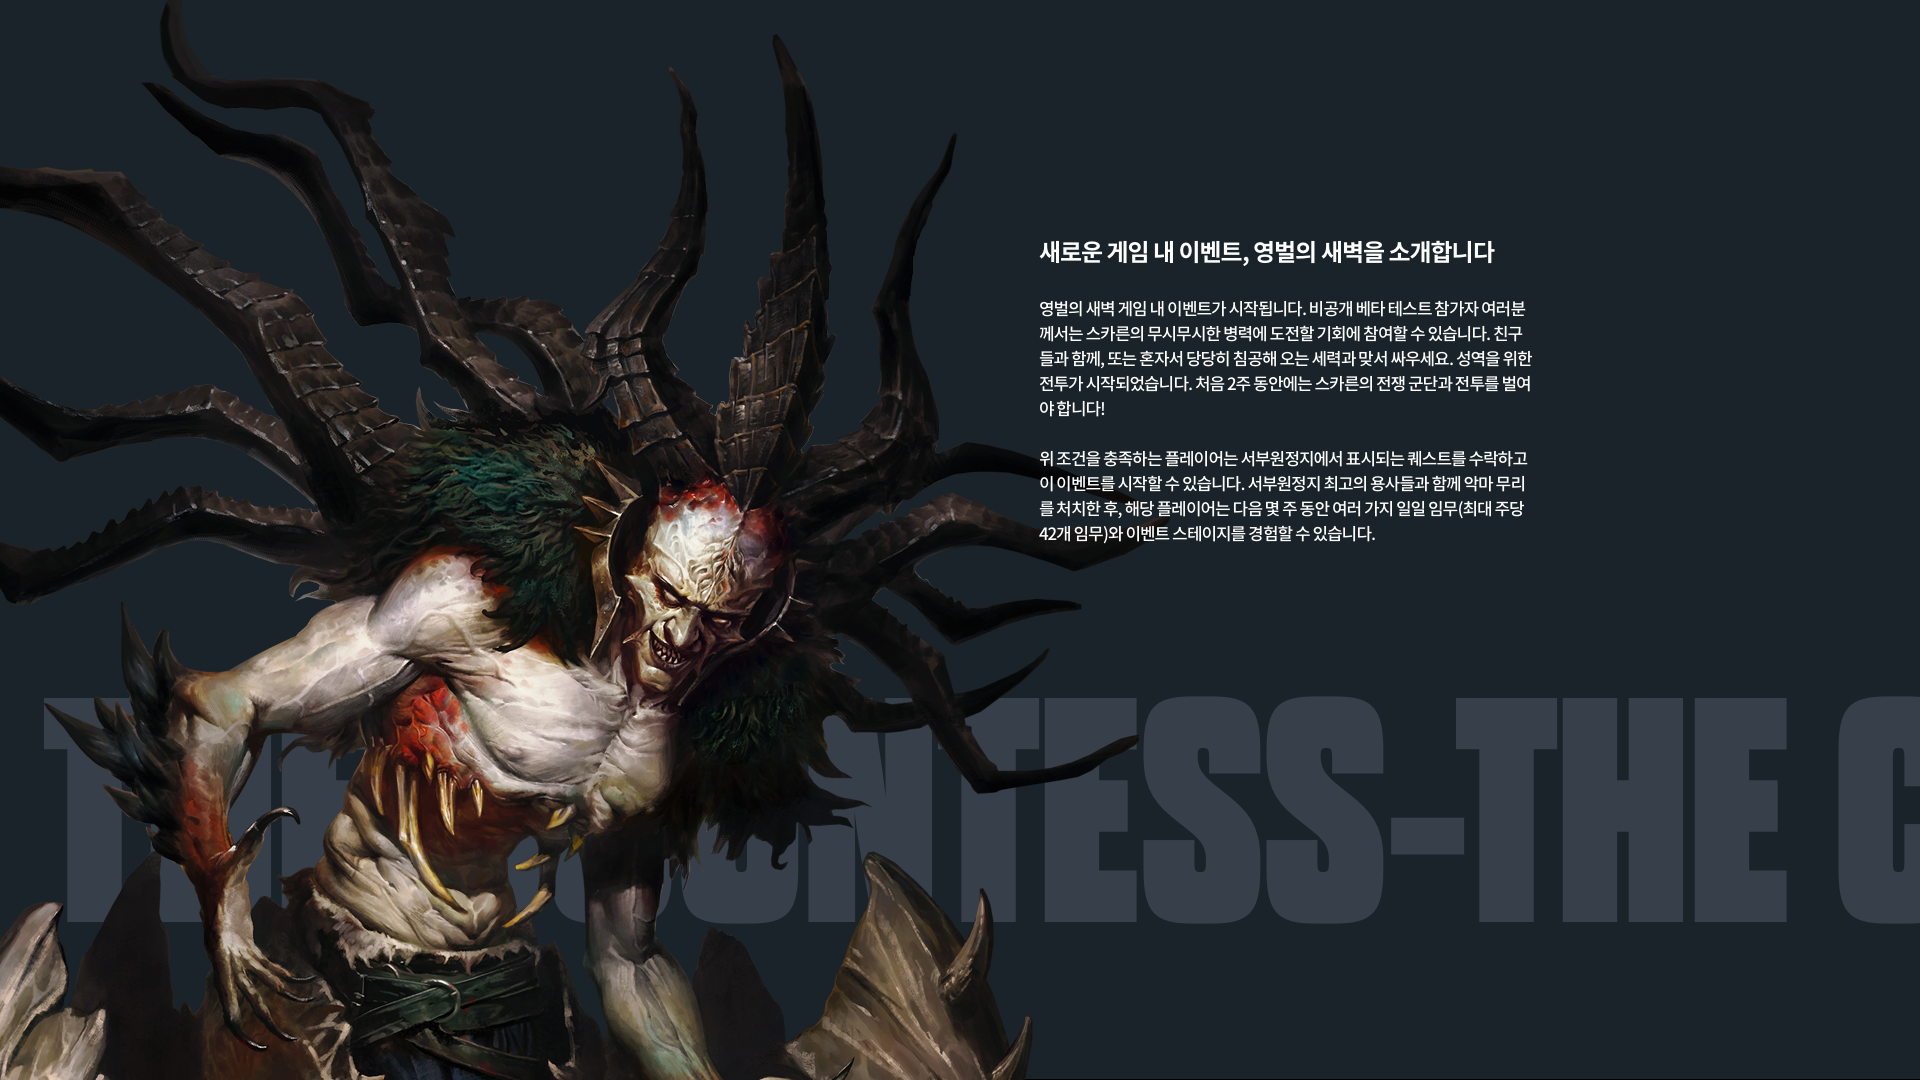 새로운 게임 내 이벤트, 영벌의 새벽을 소개합니다
영벌의 새벽 게임 내 이벤트가 시작됩니다. 비공개 베타 테스트 참가자 여러분
께서는 스카른의 무시무시한 병력에 도전할 기회에 참여할 수 있습니다. 친구
들과 함께, 또는 혼자서 당당히 침공해 오는 세력과 맞서 싸우세요. 성역을 위한
전투가 시작되었습니다. 처음 2주 동안에는 스카른의 전쟁 군단과 전투를 벌여
야 합니다!
위 조건을 충족하는 플레이어는 서부원정지에서 표시되는 퀘스트를 수락하고
이 이벤트를 시작할 수 있습니다. 서부원정지 최고의 용사들과 함께 악마 무리
를 처치한 후, 해당 플레이어는 다음 몇 주 동안 여러 가지 일일 임무(최대 주당
42개 임무)와 이벤트 스테이지를 경험할 수 있습니다.
THE COUNTESS-THE C